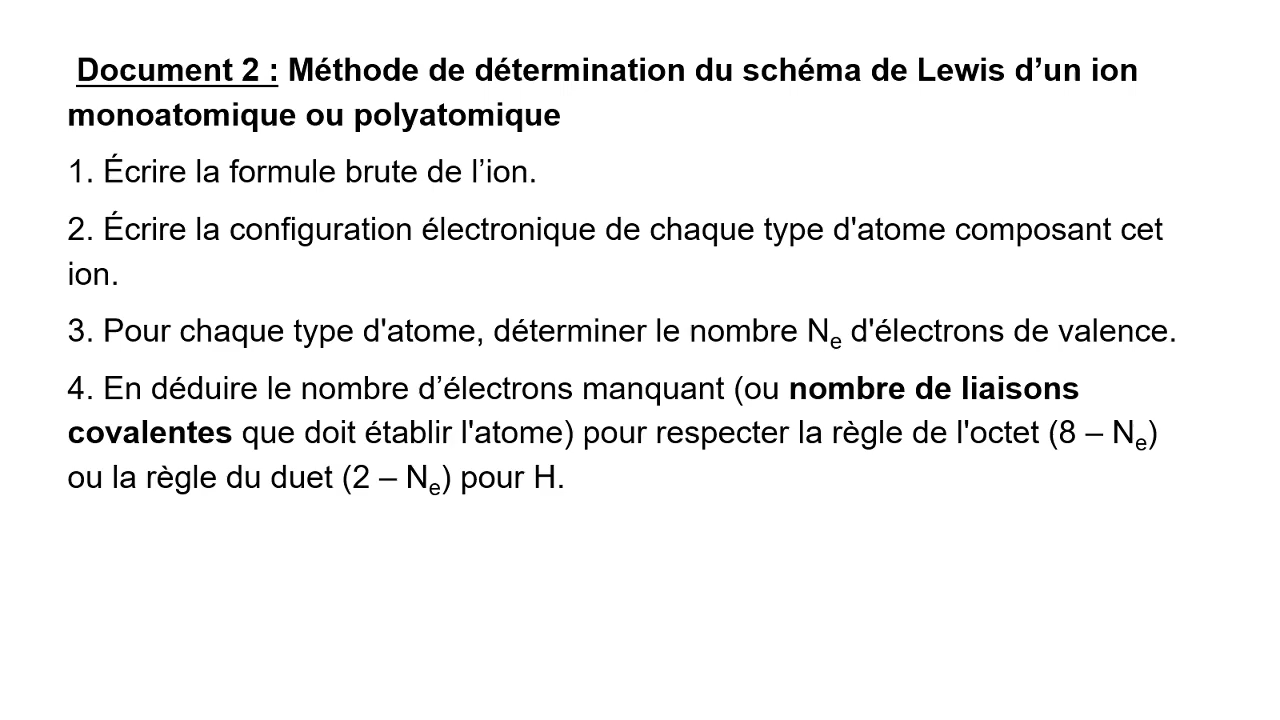 Document 2 : Méthode de détermination du schéma de Lewis d’un ion
monoatomique ou polyatomique
1. Écrire la formule brute de l’ion.
2. Écrire la configuration électronique de chaque type d'atome composant cet
ion.
3. Pour chaque type d'atome, déterminer le nombre Nₑ d'électrons de valence.
4. En déduire le nombre d’électrons manquant (ou nombre de liaisons
covalentes que doit établir l'atome) pour respecter la règle de l'octet (8 – Nₑ)
ou la règle du duet (2 – Nₑ) pour H.